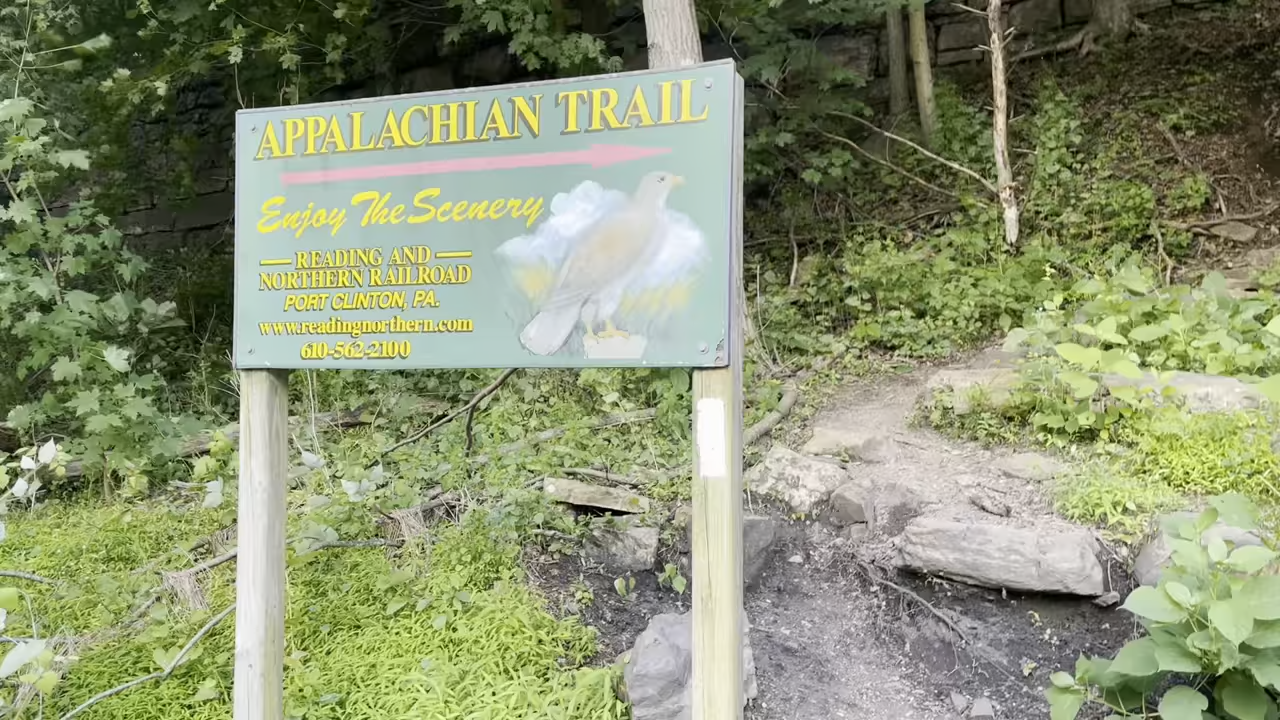 APPALACHIAN TRAIL
Enjoy The Scenery
READING AND
NORTHERN RAILROAD
PORT CLINTON, PA.
www.readingnorthern.com
610-562-2100